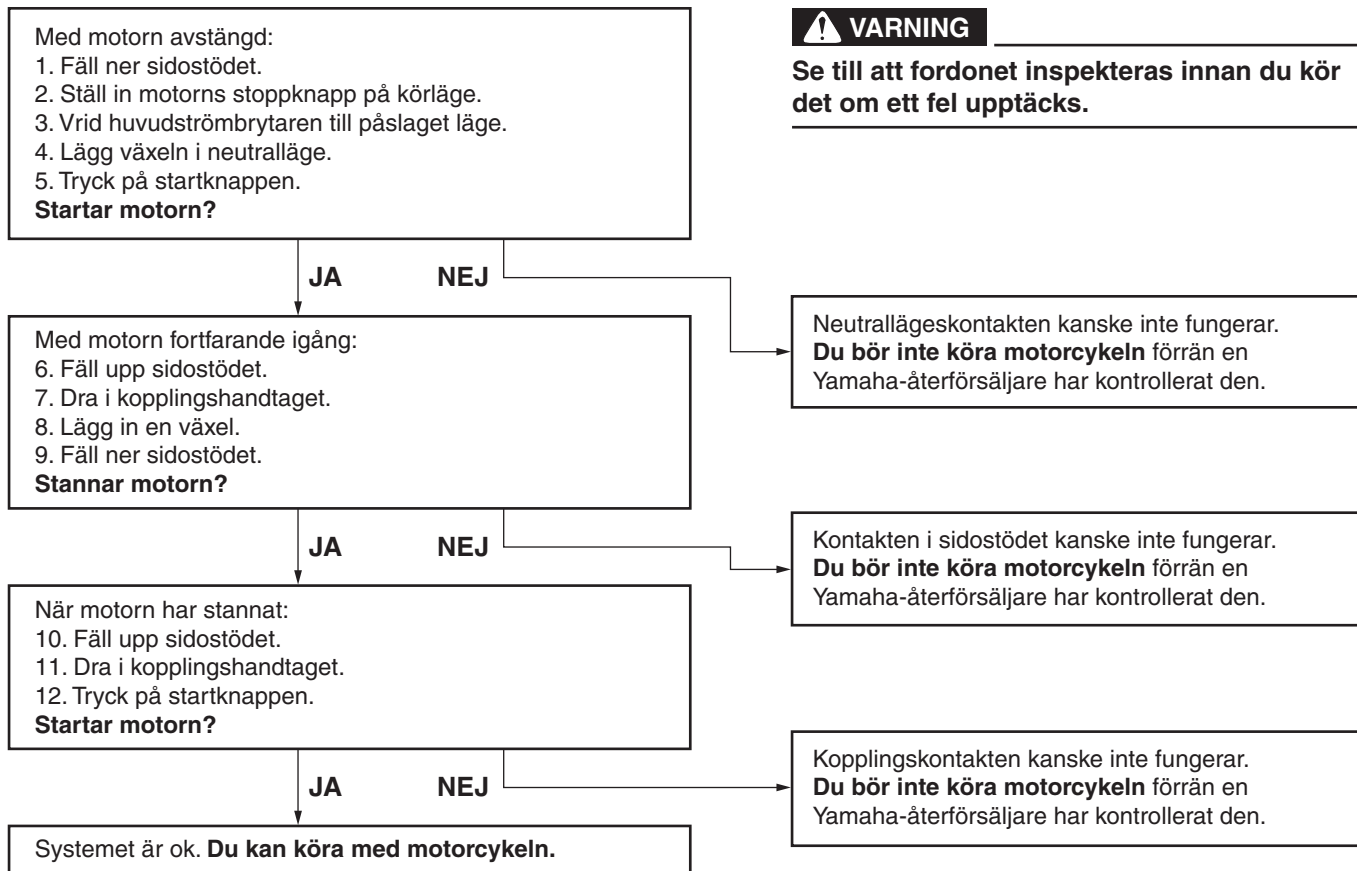 Med motorn avstängd:
1. Fäll ner sidostödet.
2. Ställ in motorns stoppknapp på körläge.
3. Vrid huvudströmbrytaren till påslaget läge.
4. Lägg växeln i neutralläge.
5. Tryck på startknappen.
Startar motorn?
VARNING
Se till att fordonet inspekteras innan du kör
det om ett fel upptäcks.
JA NEJ
Neutrallägeskontakten kanske inte fungerar.
Du bör inte köra motorcykeln förrän en
Yamaha-återförsäljare har kontrollerat den.
Med motorn fortfarande igång:
6. Fäll upp sidostödet.
7. Dra i kopplingshandtaget.
8. Lägg in en växel.
9. Fäll ner sidostödet.
Stannar motorn?
JA NEJ
Kontakten i sidostödet kanske inte fungerar.
Du bör inte köra motorcykeln förrän en
Yamaha-återförsäljare har kontrollerat den.
När motorn har stannat:
10. Fäll upp sidostödet.
11. Dra i kopplingshandtaget.
12. Tryck på startknappen.
Startar motorn?
JA NEJ
Kopplingskontakten kanske inte fungerar.
Du bör inte köra motorcykeln förrän en
Yamaha-återförsäljare har kontrollerat den.
Systemet är ok. Du kan köra med motorcykeln.